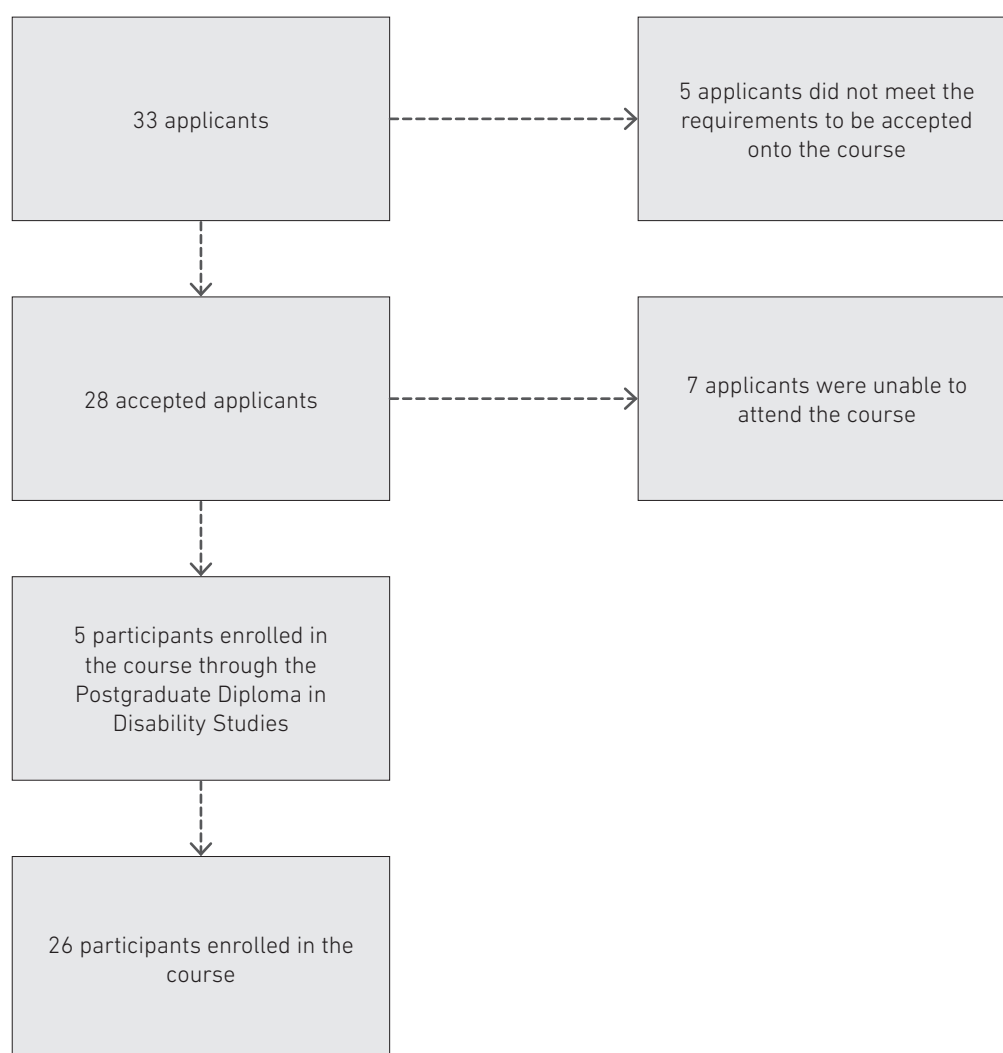 33 applicants
5 applicants did not meet the
requirements to be accepted
onto the course
28 accepted applicants
7 applicants were unable to
attend the course
5 participants enrolled in
the course through the
Postgraduate Diploma in
Disability Studies
26 participants enrolled in the
course